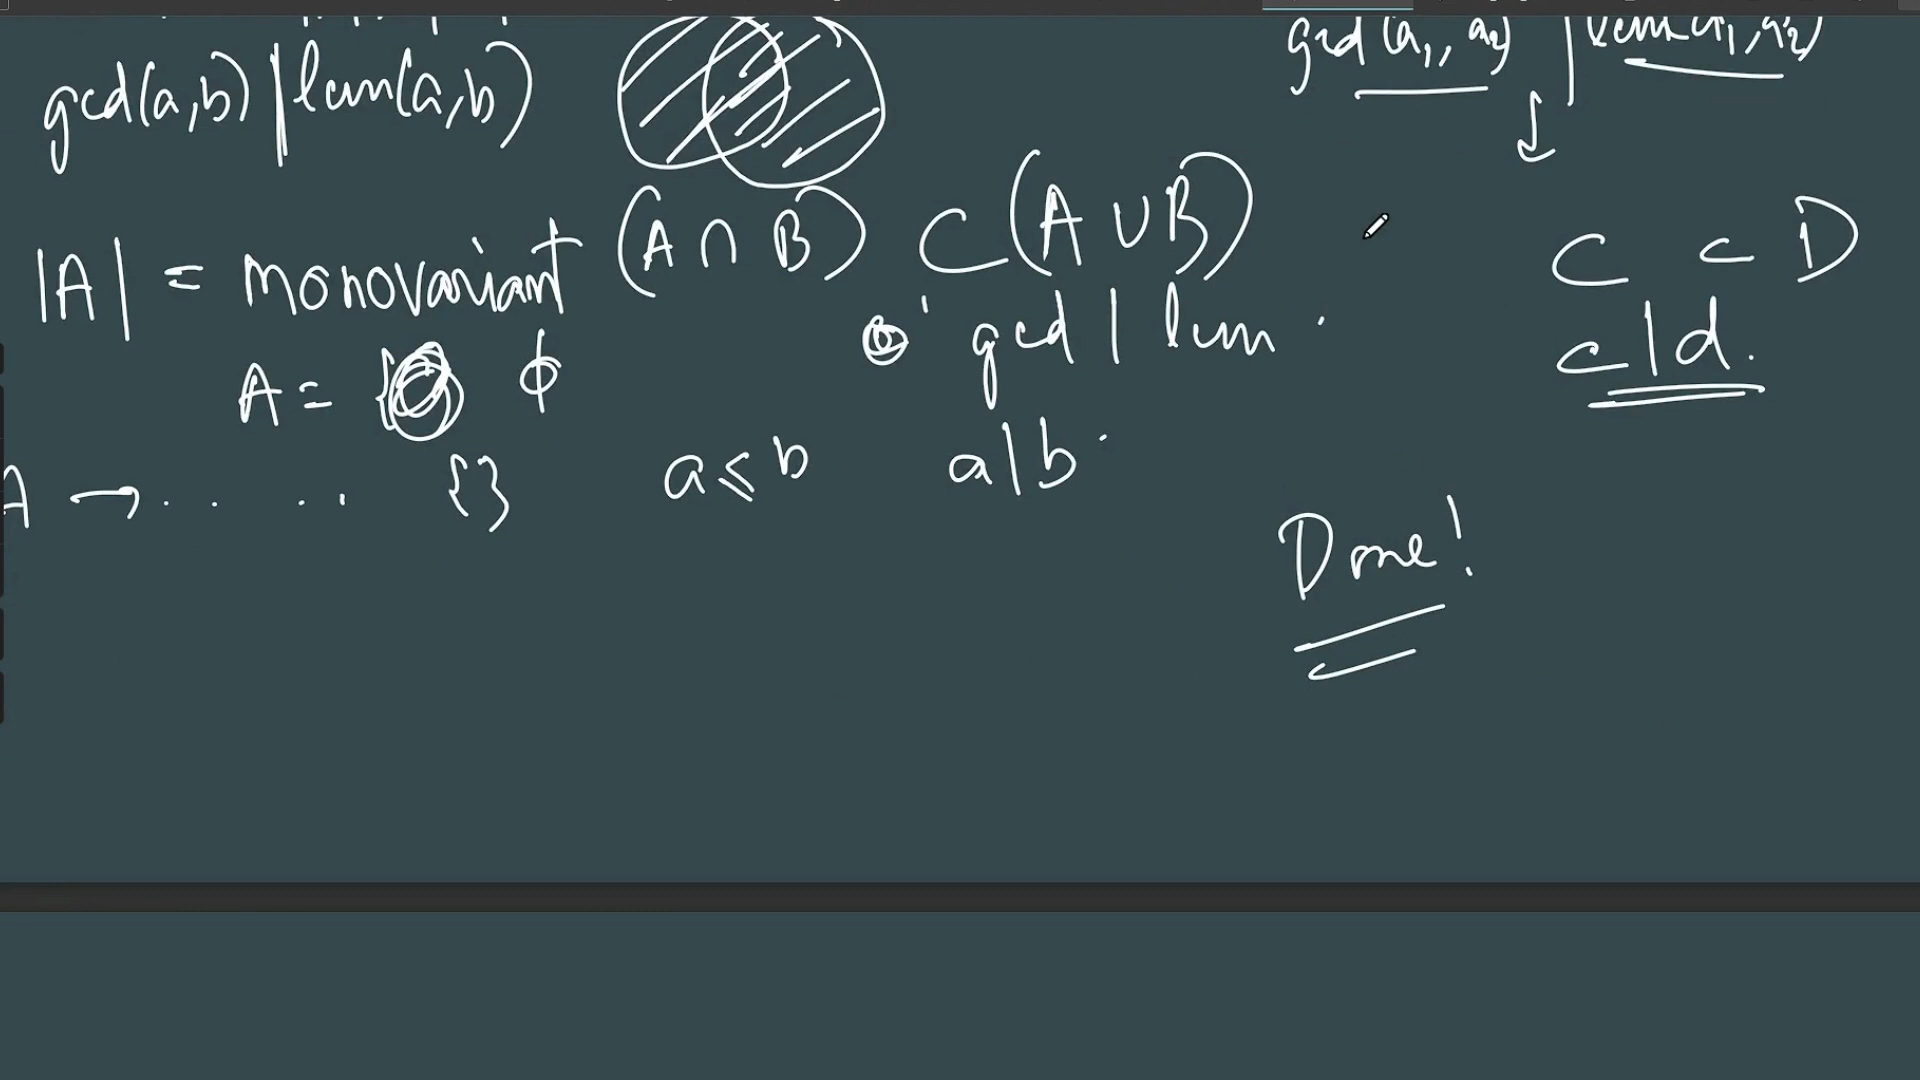 gcd(a,b) | lcm(a,b)
gcd(a₁, a₂) | lcm(a₁, a₂)
↓
|A| = monovariant
(A ∩ B) ⊂ (A ∪ B)
C ⊂ D
gcd | lcm .
c | d.
A = { } φ
a ≤ b
a | b .
A → . . . . . {}
Done!